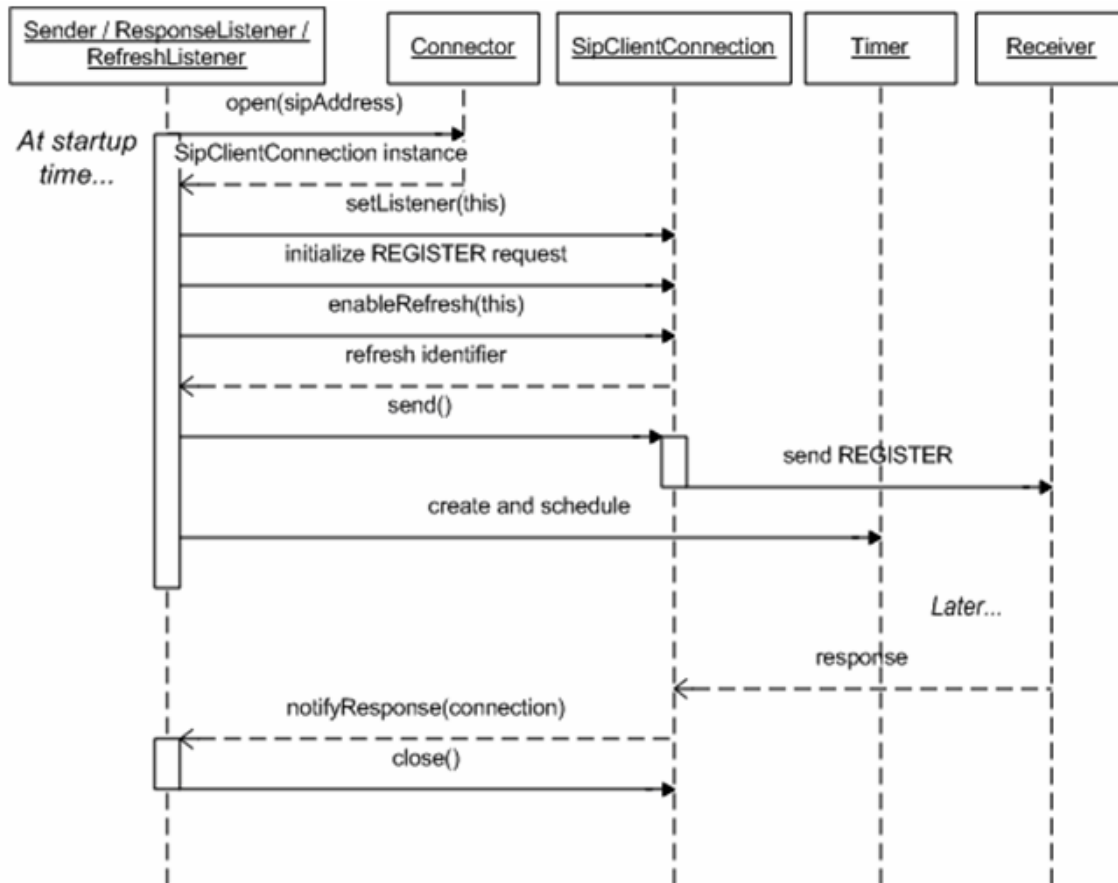 Sender / ResponseListener /
RefreshListener
Connector
SipClientConnection
Timer
Receiver
open(sipAddress)
At startup
time...
SipClientConnection instance
setListener(this)
initialize REGISTER request
enableRefresh(this)
refresh identifier
send()
send REGISTER
create and schedule
Later...
response
notifyResponse(connection)
close()